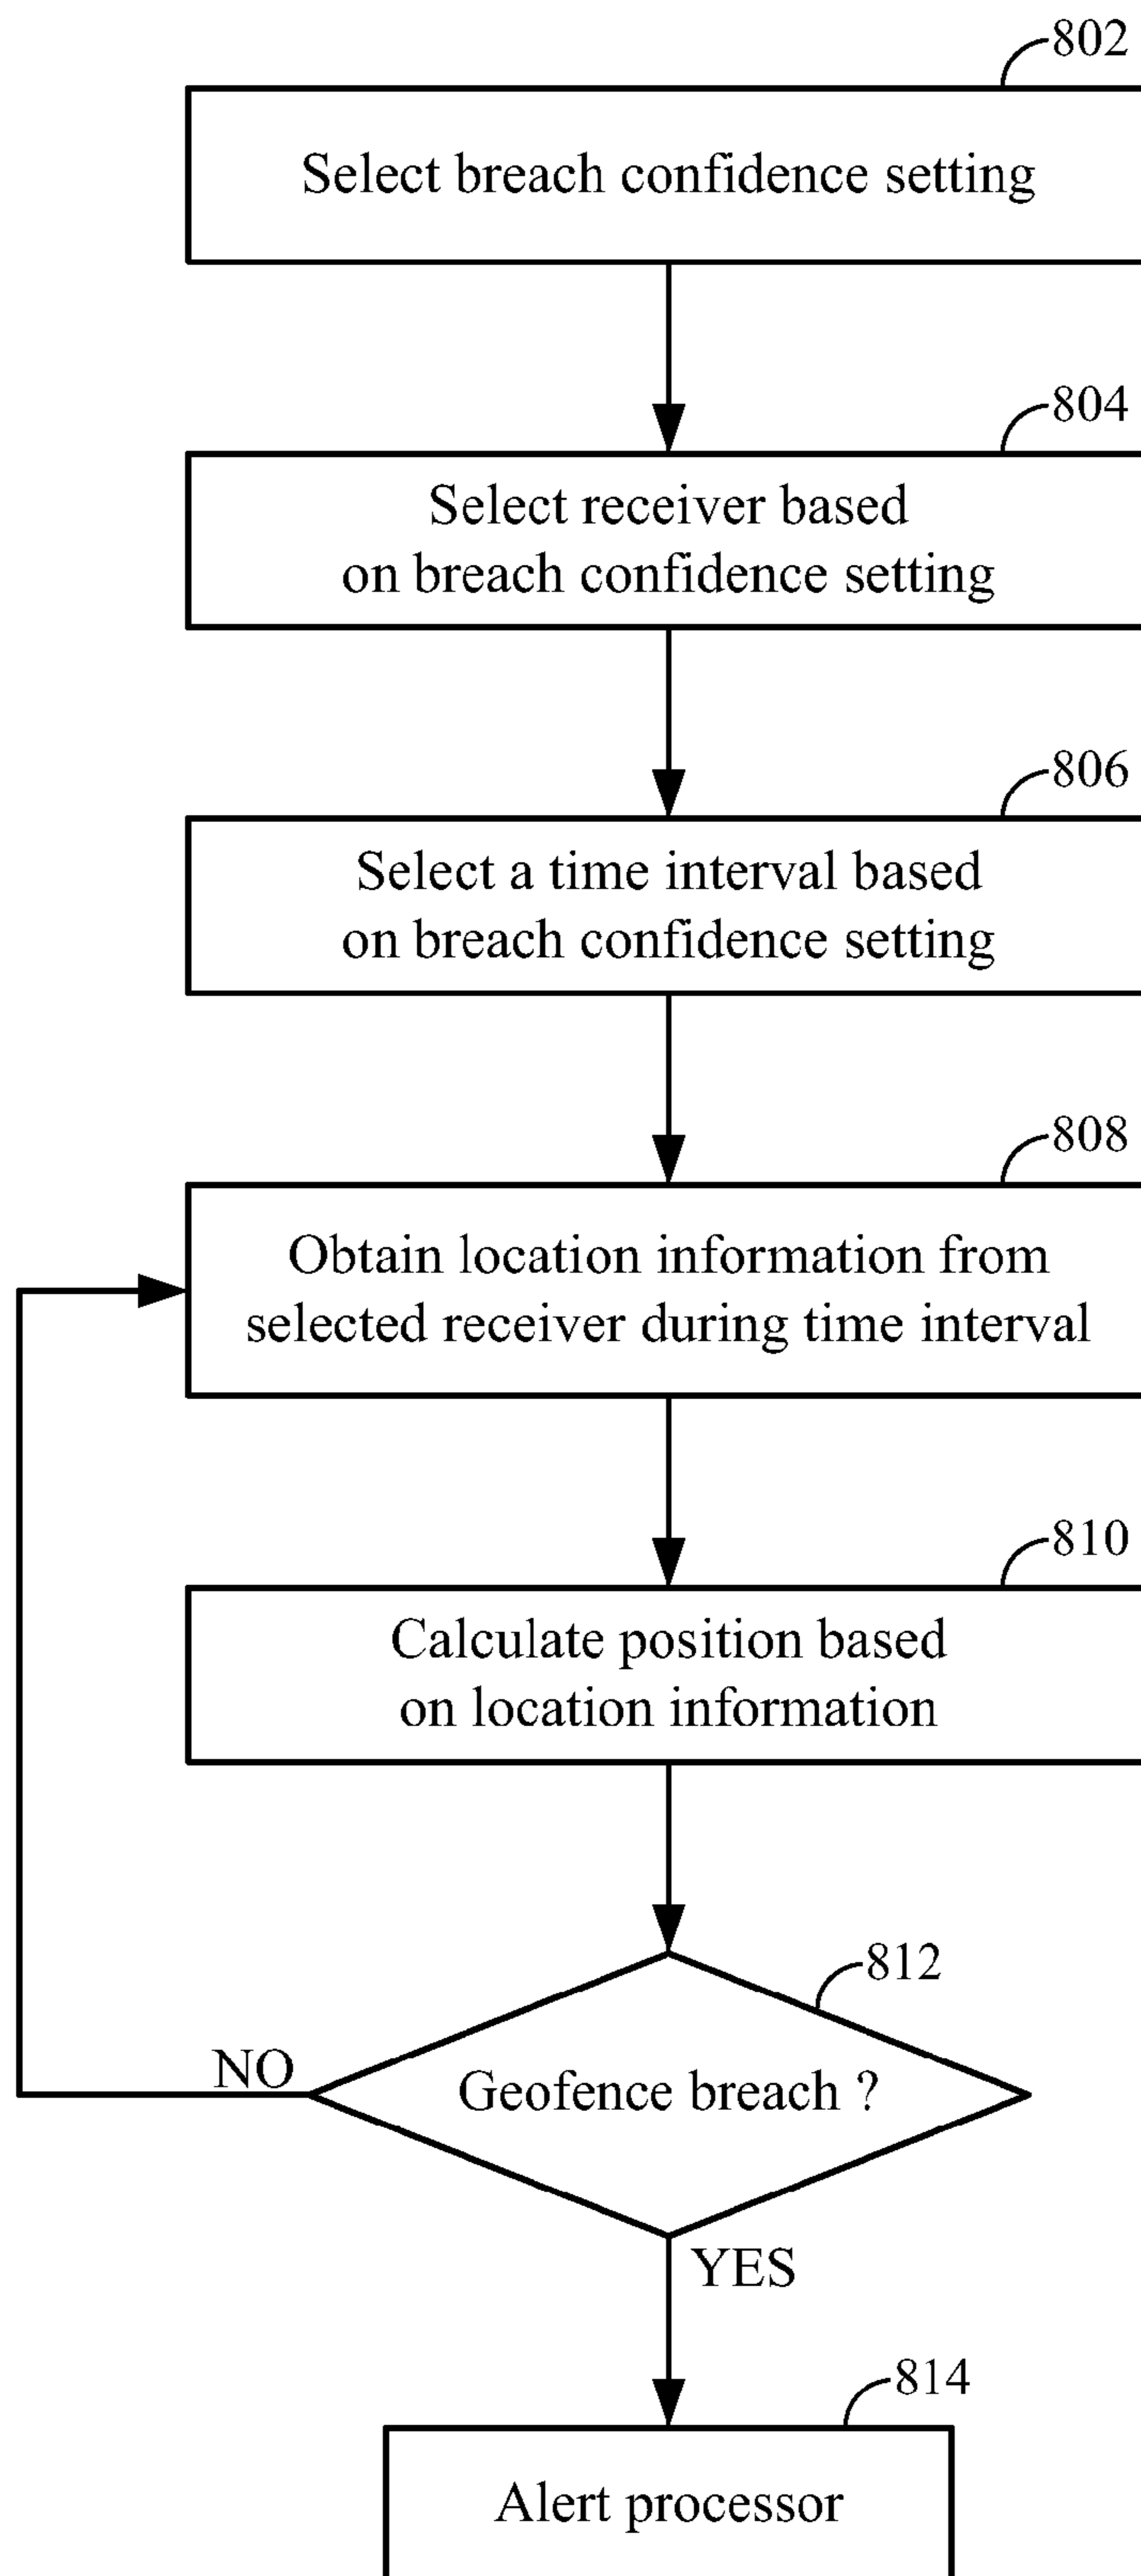 802
Select breach confidence setting
804
Select receiver based
on breach confidence setting
806
Select a time interval based
on breach confidence setting
808
Obtain location information from
selected receiver during time interval
810
Calculate position based
on location information
812
NO
Geofence breach ?
YES
814
Alert processor